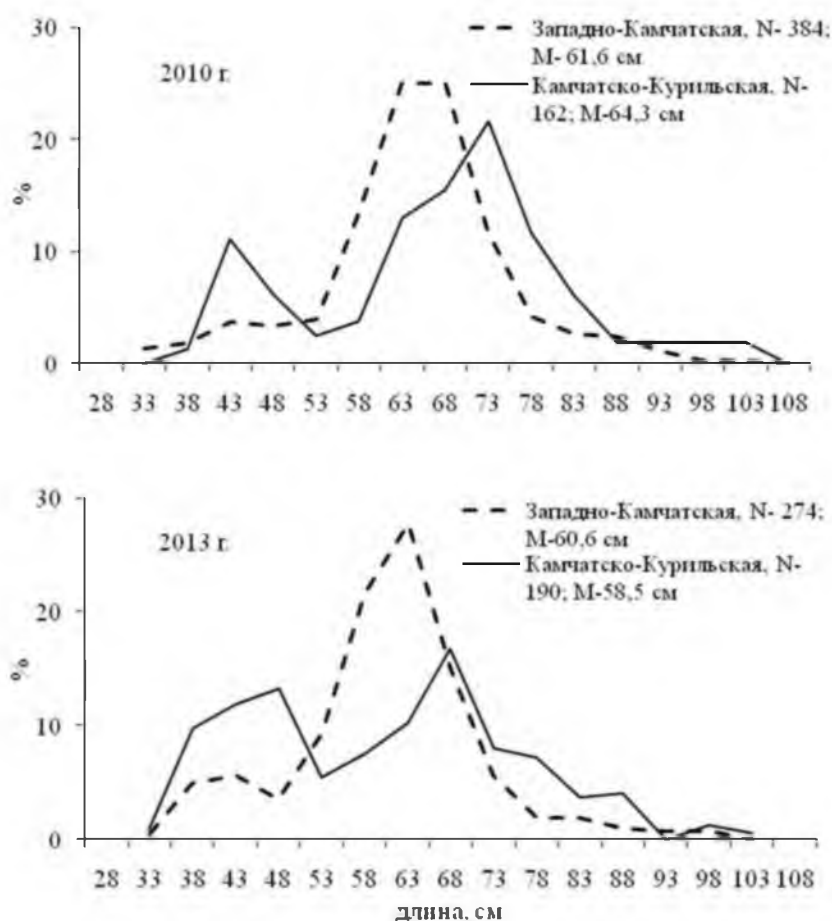 30
20
10
0
%
2010 г.
Западно-Камчатская, N- 384;
М- 61,6 см
Камчатско-Курильская, N-
162; М-64,3 см
28 33 38 43 48 53 58 63 68 73 78 83 88 93 98 103 108
30
20
10
0
%
2013 г.
Западно-Камчатская, N- 274;
М-60,6 см
Камчатско-Курильская, N-
190; М-58,5 см
28 33 38 43 48 53 58 63 68 73 78 83 88 93 98 103 108
длина, см